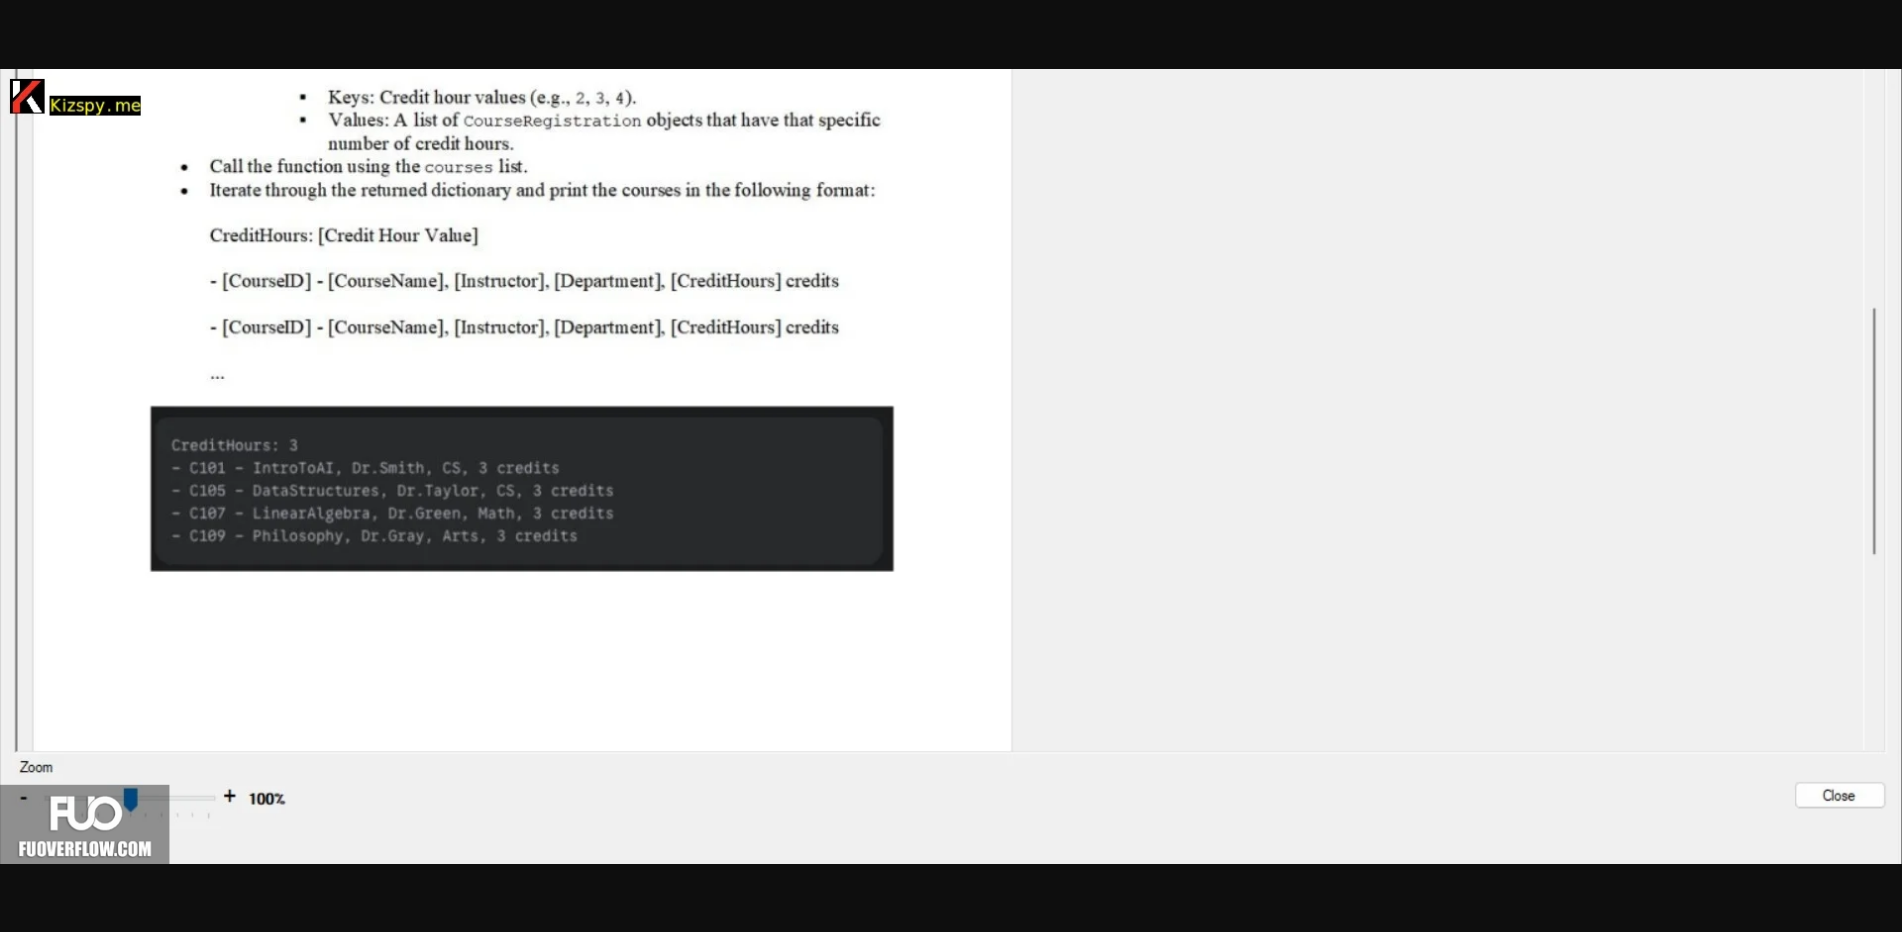 Kizspy.me
▪ Keys: Credit hour values (e.g., 2, 3, 4).
▪ Values: A list of CourseRegistration objects that have that specific
number of credit hours.
• Call the function using the courses list.
• Iterate through the returned dictionary and print the courses in the following format:
CreditHours: [Credit Hour Value]
- [CourseID] - [CourseName], [Instructor], [Department], [CreditHours] credits
- [CourseID] - [CourseName], [Instructor], [Department], [CreditHours] credits
...
CreditHours: 3
- C101 - IntroToAI, Dr.Smith, CS, 3 credits
- C105 - DataStructures, Dr.Taylor, CS, 3 credits
- C107 - LinearAlgebra, Dr.Green, Math, 3 credits
- C109 - Philosophy, Dr.Gray, Arts, 3 credits
Zoom
- + 100%
Close
FUO
FUOVERFLOW.COM